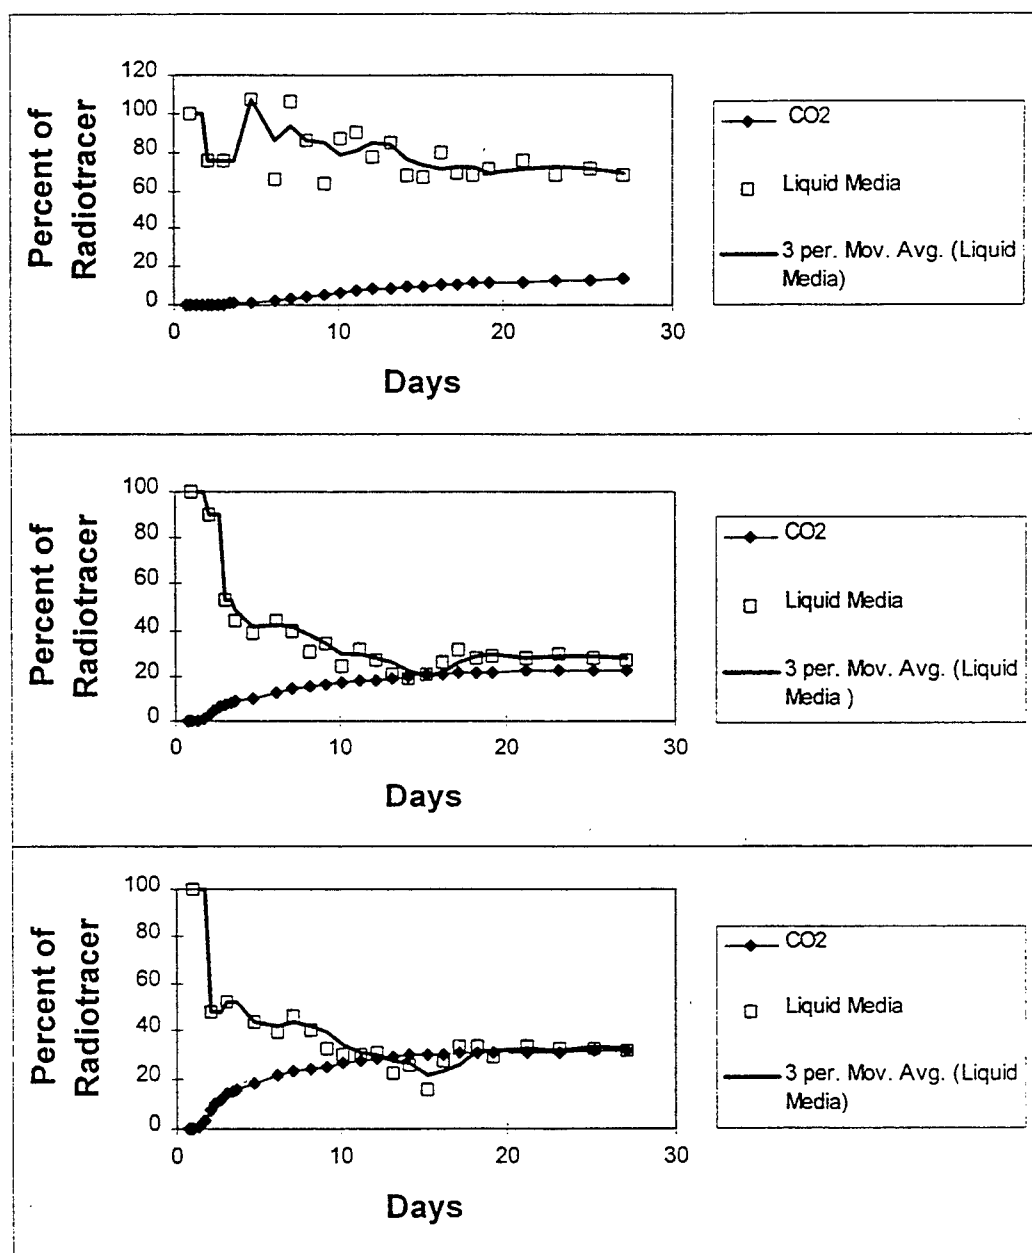 Percent of
Radiotracer
120
100
80
60
40
20
0
0 10 20 30
Days
CO2
Liquid Media
3 per. Mov. Avg. (Liquid
Media)
Percent of
Radiotracer
100
80
60
40
20
0
0 10 20 30
Days
CO2
Liquid Media
3 per. Mov. Avg. (Liquid
Media )
Percent of
Radiotracer
100
80
60
40
20
0
0 10 20 30
Days
CO2
Liquid Media
3 per. Mov. Avg. (Liquid
Media)